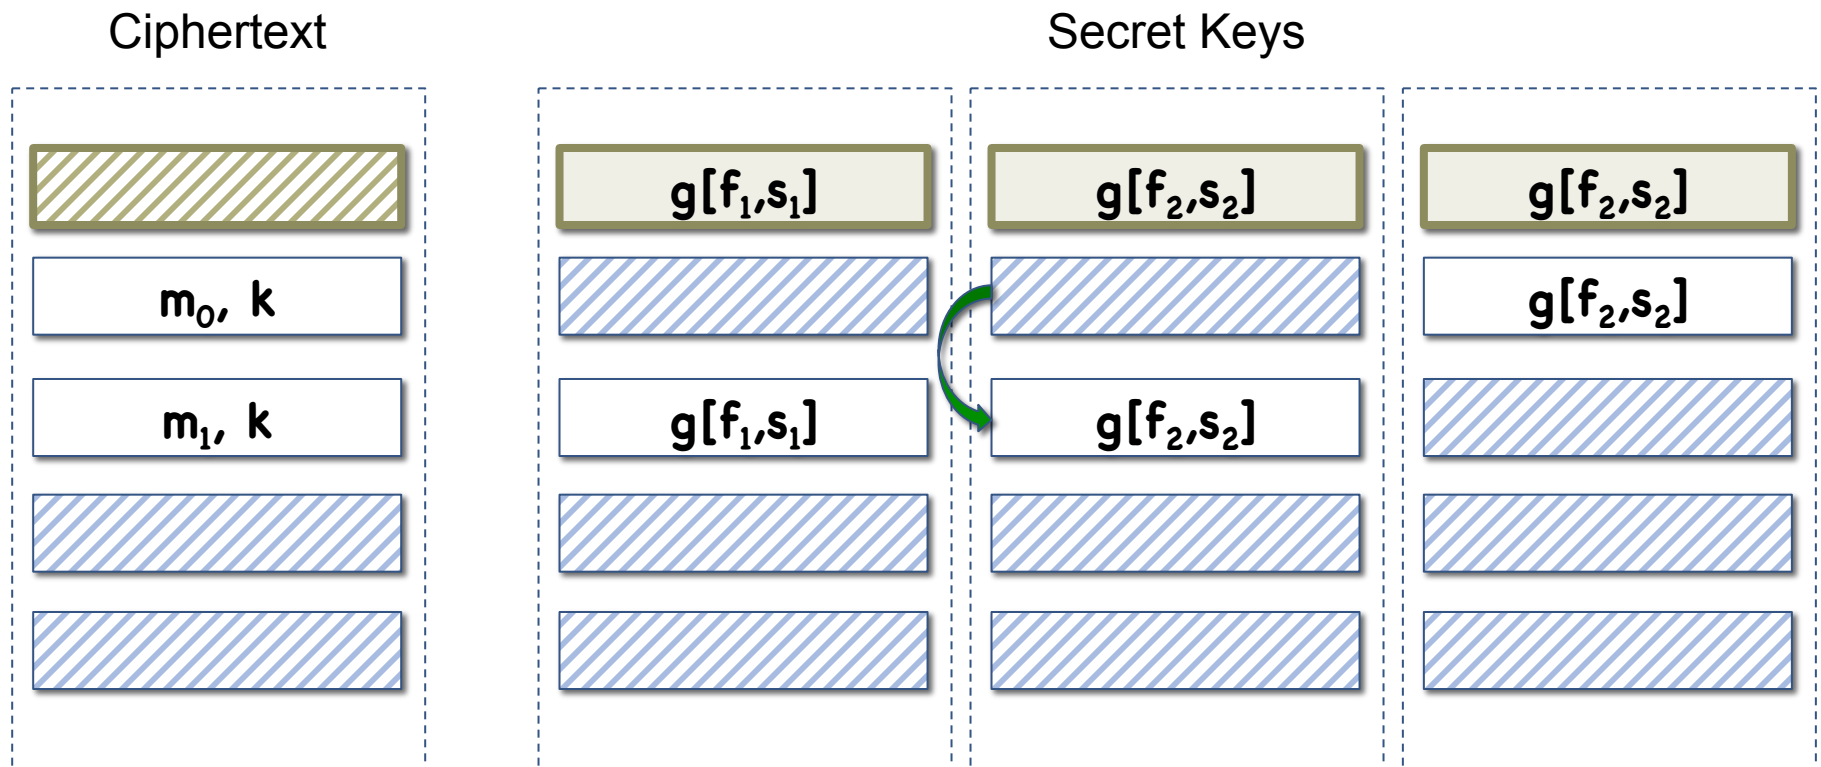 Ciphertext
Secret Keys
g[f₁,s₁]
g[f₂,s₂]
g[f₂,s₂]
m₀, k
g[f₂,s₂]
m₁, k
g[f₁,s₁]
g[f₂,s₂]